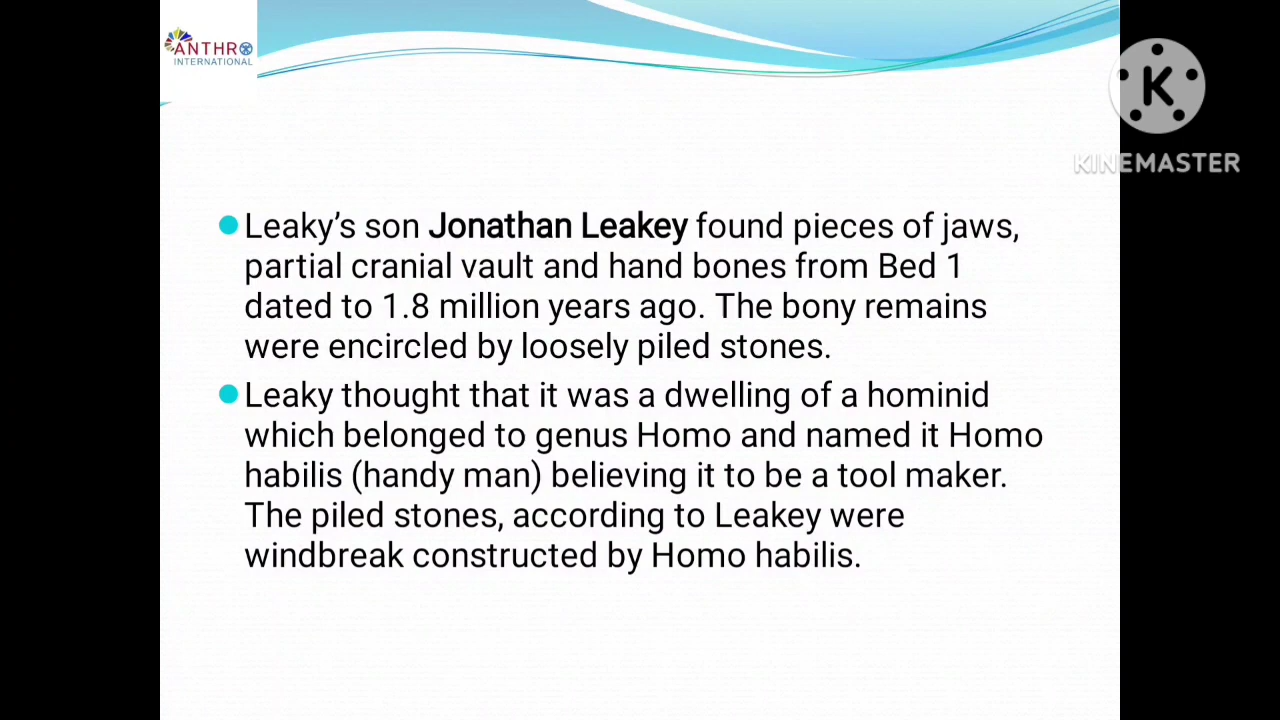 ANTHRO
INTERNATIONAL
K
KINEMASTER
Leaky's son Jonathan Leakey found pieces of jaws,
partial cranial vault and hand bones from Bed 1
dated to 1.8 million years ago. The bony remains
were encircled by loosely piled stones.
Leaky thought that it was a dwelling of a hominid
which belonged to genus Homo and named it Homo
habilis (handy man) believing it to be a tool maker.
The piled stones, according to Leakey were
windbreak constructed by Homo habilis.